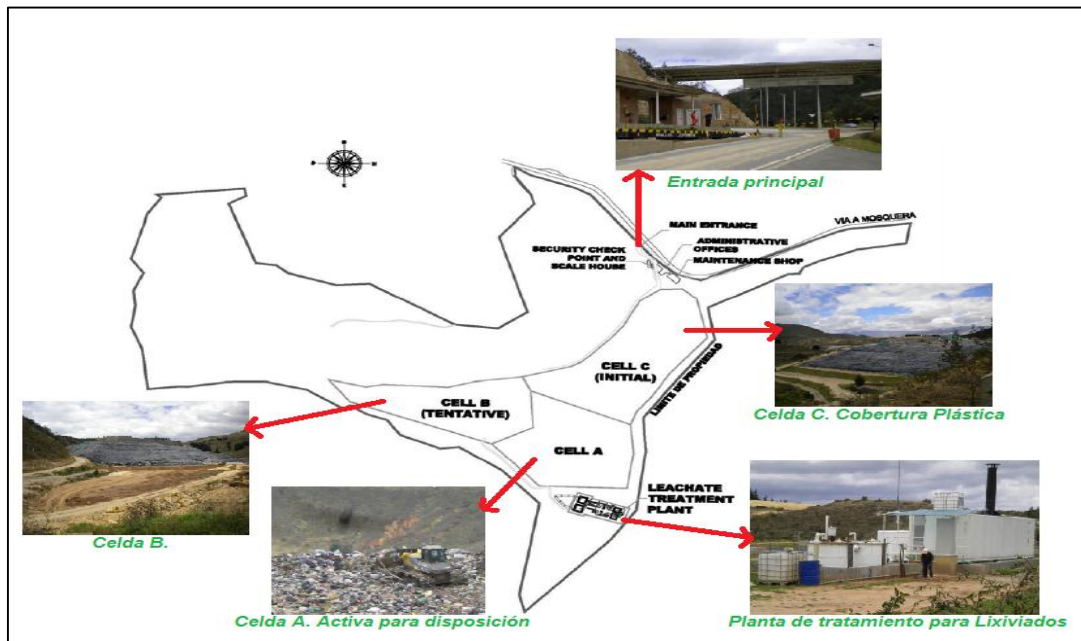 Entrada principal
VIA A MOSQUERA
MAIN ENTRANCE
ADMINISTRATIVE
OFFICES
MAINTENANCE SHOP
SECURITY CHECK
POINT AND
SCALE HOUSE
CELL C
(INITIAL)
LIMITE DE PROPIEDAD
Celda C. Cobertura Plástica
CELL B
(TENTATIVE)
CELL A
LEACHATE
TREATMENT
PLANT
Celda B.
Celda A. Activa para disposición
Planta de tratamiento para Lixiviados